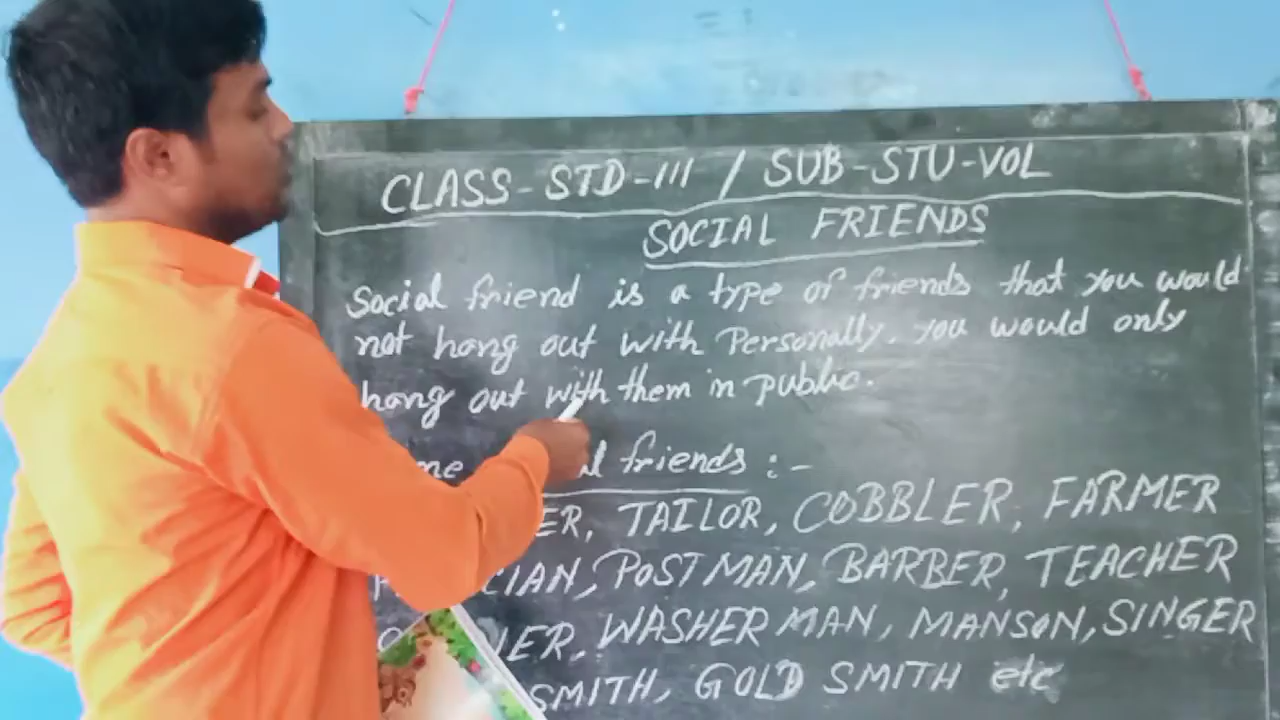 CLASS-STD-III / SUB-STU-VOL
SOCIAL FRIENDS
Social friend is a type of friends that you would
not hang out with Personally. you would only
hang out with them in public.
friends :-
TAILOR, COBBLER, FARMER
POSTMAN, BARBER, TEACHER
WASHER MAN, MANSON, SINGER
SMITH, GOLD SMITH etc